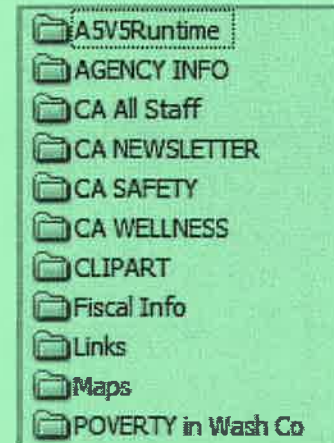 A5V5Runtime
AGENCY INFO
CA All Staff
CA NEWSLETTER
CA SAFETY
CA WELLNESS
CLIPART
Fiscal Info
Links
Maps
POVERTY in Wash Co